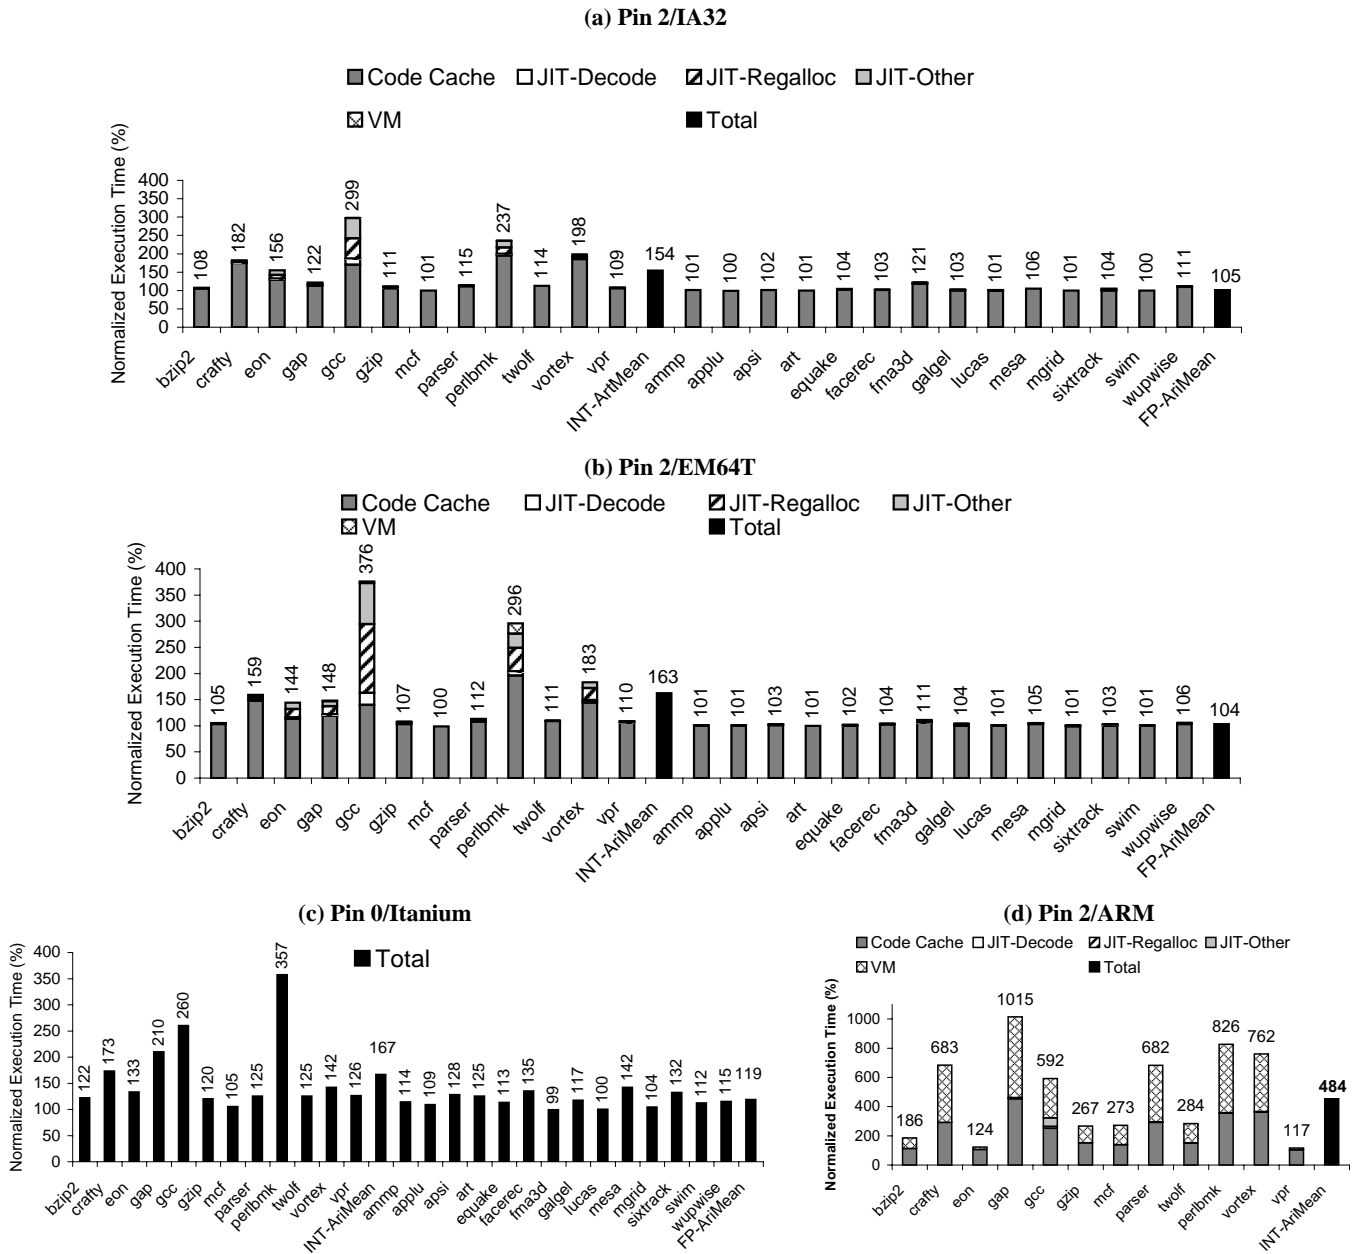 (a) Pin 2/IA32
Code Cache JIT-Decode JIT-Regalloc JIT-Other
VM Total
Normalized Execution Time (%)
400
350
300
250
200
150
100
50
0
108 182 156 122 299 111 101 115 237 114 198 109 154 101 100 102 101 104 103 121 103 101 106 101 104 100 111 105
bzip2 crafty eon gap gcc gzip mcf parser perlbmk twolf vortex vpr INT-ArtMean ammp applu apsi art equake facerec fma3d galgel lucas mesa mgrid sixtrack swim wupwise FP-AriMean
(b) Pin 2/EM64T
Code Cache JIT-Decode JIT-Regalloc JIT-Other
VM Total
Normalized Execution Time (%)
400
350
300
250
200
150
100
50
0
105 159 144 148 376 107 100 112 296 111 183 110 163 101 101 103 101 102 104 111 104 101 105 101 103 101 106 104
bzip2 crafty eon gap gcc gzip mcf parser perlbmk twolf vortex vpr INT-AriMean ammp applu apsi art equake facerec fma3d galgel lucas mesa mgrid sixtrack swim wupwise FP-AriMean
(c) Pin 0/Itanium
Total
Normalized Execution Time (%)
400
350
300
250
200
150
100
50
0
122 173 133 210 260 120 105 125 357 125 142 126 167 114 109 128 125 113 135 99 117 100 142 104 132 112 115 119
bzip2 crafty eon gap gcc gzip mcf parser perlbmk twolf vortex vpr INT-AriMean ammp applu apsi art equake facerec fma3d galgel lucas mesa mgrid sixtrack swim wupwise FP-AriMean
(d) Pin 2/ARM
Code Cache JIT-Decode JIT-Regalloc JIT-Other
VM Total
Normalized Execution Time (%)
1000
800
600
400
200
0
186 683 124 1015 592 267 273 682 284 826 762 117 484
bzip2 crafty eon gap gcc gzip mcf parser twolf perlbmk vortex vpr INT-AriMean